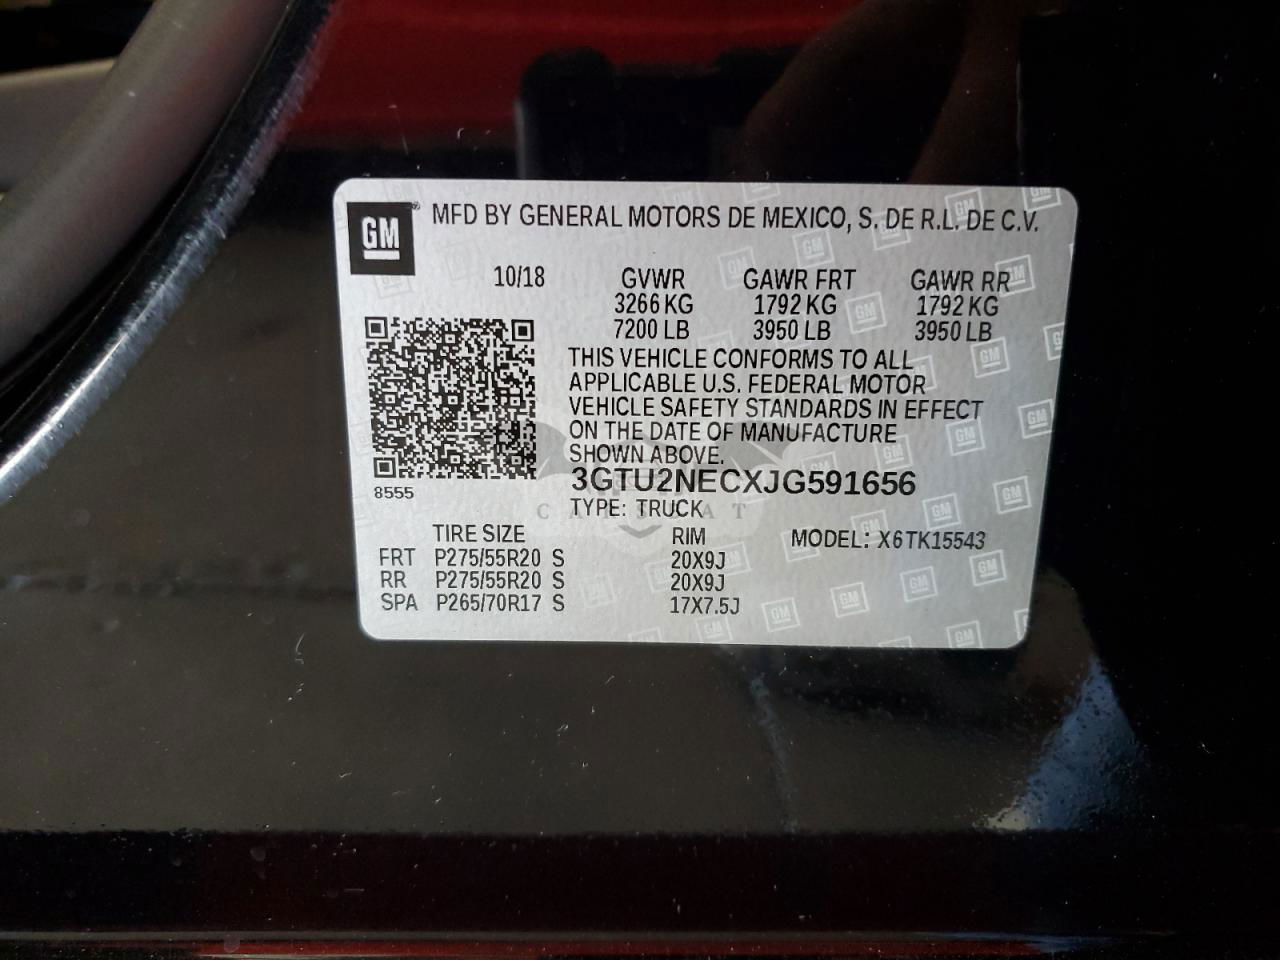 GM® MFD BY GENERAL MOTORS DE MEXICO, S. DE R.L. DE C.V.
10/18 GVWR GAWR FRT GAWR RR
3266 KG 1792 KG 1792 KG
7200 LB 3950 LB 3950 LB
THIS VEHICLE CONFORMS TO ALL
APPLICABLE U.S. FEDERAL MOTOR
VEHICLE SAFETY STANDARDS IN EFFECT
ON THE DATE OF MANUFACTURE
SHOWN ABOVE.
3GTU2NECXJG591656
8555
TYPE: TRUCK
TIRE SIZE RIM MODEL: X6TK15543
FRT P275/55R20 S 20X9J
RR P275/55R20 S 20X9J
SPA P265/70R17 S 17X7.5J